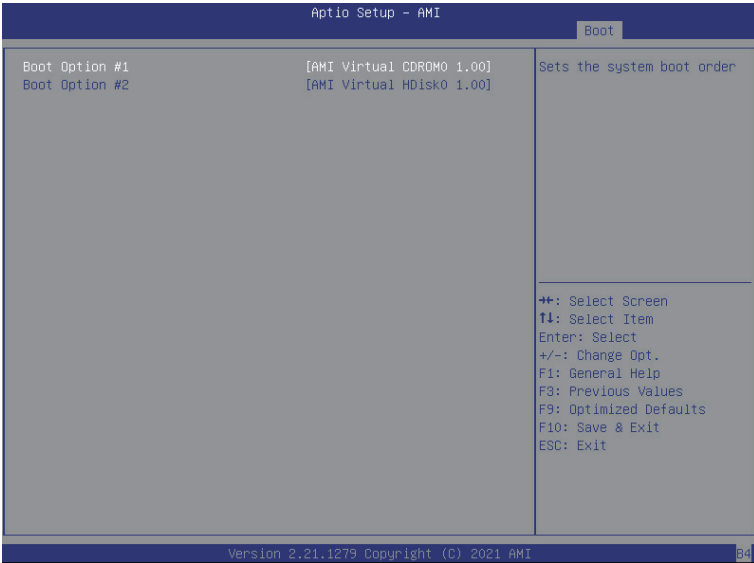 Aptio Setup - AMI
Boot
Boot Option #1 [AMI Virtual CDROM0 1.00]
Boot Option #2 [AMI Virtual HDisk0 1.00]
Sets the system boot order
→←: Select Screen
↑↓: Select Item
Enter: Select
+/-: Change Opt.
F1: General Help
F3: Previous Values
F9: Optimized Defaults
F10: Save & Exit
ESC: Exit
Version 2.21.1279 Copyright (C) 2021 AMI
B4